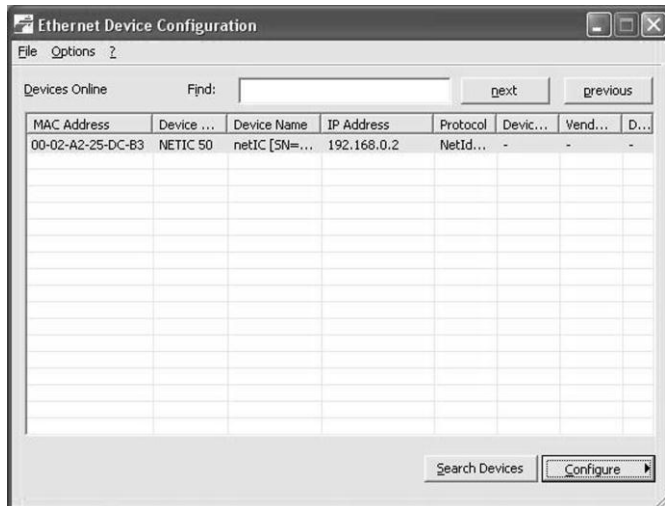 Ethernet Device Configuration
File Options ?
Devices Online Find: next previous
MAC Address Device ... Device Name IP Address Protocol Devic... Vend... D...
00-02-A2-25-DC-B3 NETIC 50 netIC [SN=... 192.168.0.2 NetId... - - -
Search Devices Configure